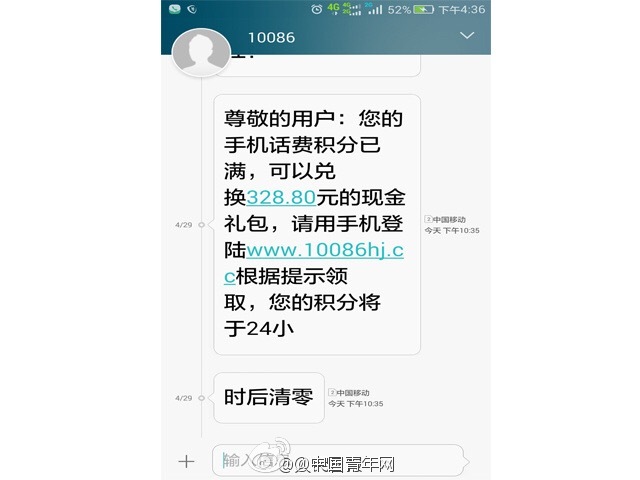 4G 4G 2G 2G 52% 下午4:36
10086
尊敬的用户：您的
手机话费积分已
满，可以兑
换328.80元的现金
礼包，请用手机登
陆www.10086hj.c
c根据提示领
取，您的积分将
于24小
4/29
2中国移动
今天 下午10:35
时后清零
4/29
2中国移动
今天 下午10:35
输入信
@中国青年网